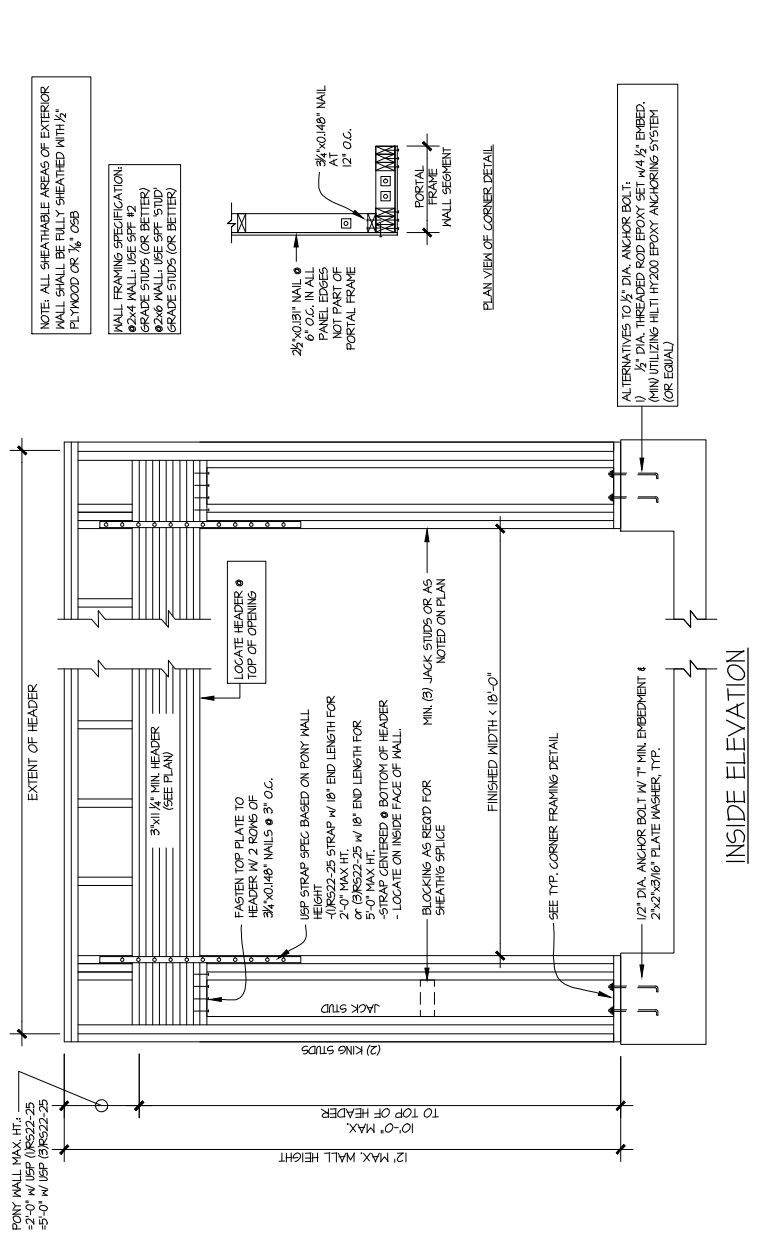 NOTE: ALL SHEATHABLE AREAS OF EXTERIOR
WALL SHALL BE FULLY SHEATHED WITH ½"
PLYWOOD OR 7/16" OSB
WALL FRAMING SPECIFICATION:
@2x4 WALL: USE SPF #2
GRADE STUDS (OR BETTER)
@2x6 WALL: USE SPF 'STUD'
GRADE STUDS (OR BETTER)
2½"x0.131" NAIL @
6" O.C. IN ALL
PANEL EDGES
NOT PART OF
PORTAL FRAME
3¼"x0.148" NAIL
AT
12" O.C.
PORTAL
FRAME
WALL SEGMENT
PLAN VIEW OF CORNER DETAIL
ALTERNATIVES TO ½" DIA. ANCHOR BOLT:
1) ½" DIA. THREADED ROD EPOXY SET W/4 ½" EMBED.
(MIN) UTILIZING HILTI HY200 EPOXY ANCHORING SYSTEM
(OR EQUAL)
EXTENT OF HEADER
3"x11 ¼" MIN. HEADER
(SEE PLAN)
LOCATE HEADER @
TOP OF OPENING
FASTEN TOP PLATE TO
HEADER W/ 2 ROWS OF
3¼"x0.148" NAILS @ 3" O.C.
USP STRAP SPEC BASED ON PONY WALL
HEIGHT
-(1)RS22-25 STRAP w/ 18" END LENGTH FOR
2'-0" MAX HT.
or (3)RS22-25 w/ 18" END LENGTH FOR
5'-0" MAX HT.
-STRAP CENTERED @ BOTTOM OF HEADER
- LOCATE ON INSIDE FACE OF WALL.
BLOCKING AS REQ'D FOR
SHEATH'G SPLICE
MIN. (3) JACK STUDS OR AS
NOTED ON PLAN
FINISHED WIDTH < 18'-0"
SEE TYP. CORNER FRAMING DETAIL
1/2" DIA. ANCHOR BOLT W/ 7" MIN. EMBEDMENT &
2"x2"x3/16" PLATE WASHER, TYP.
JACK STUD
(2) KING STUDS
10'-0" MAX.
TO TOP OF HEADER
12' MAX. WALL HEIGHT
PONY WALL MAX. HT.:
=2'-0" W/ USP (1)RS22-25
=5'-0" W/ USP (3)RS22-25
INSIDE ELEVATION